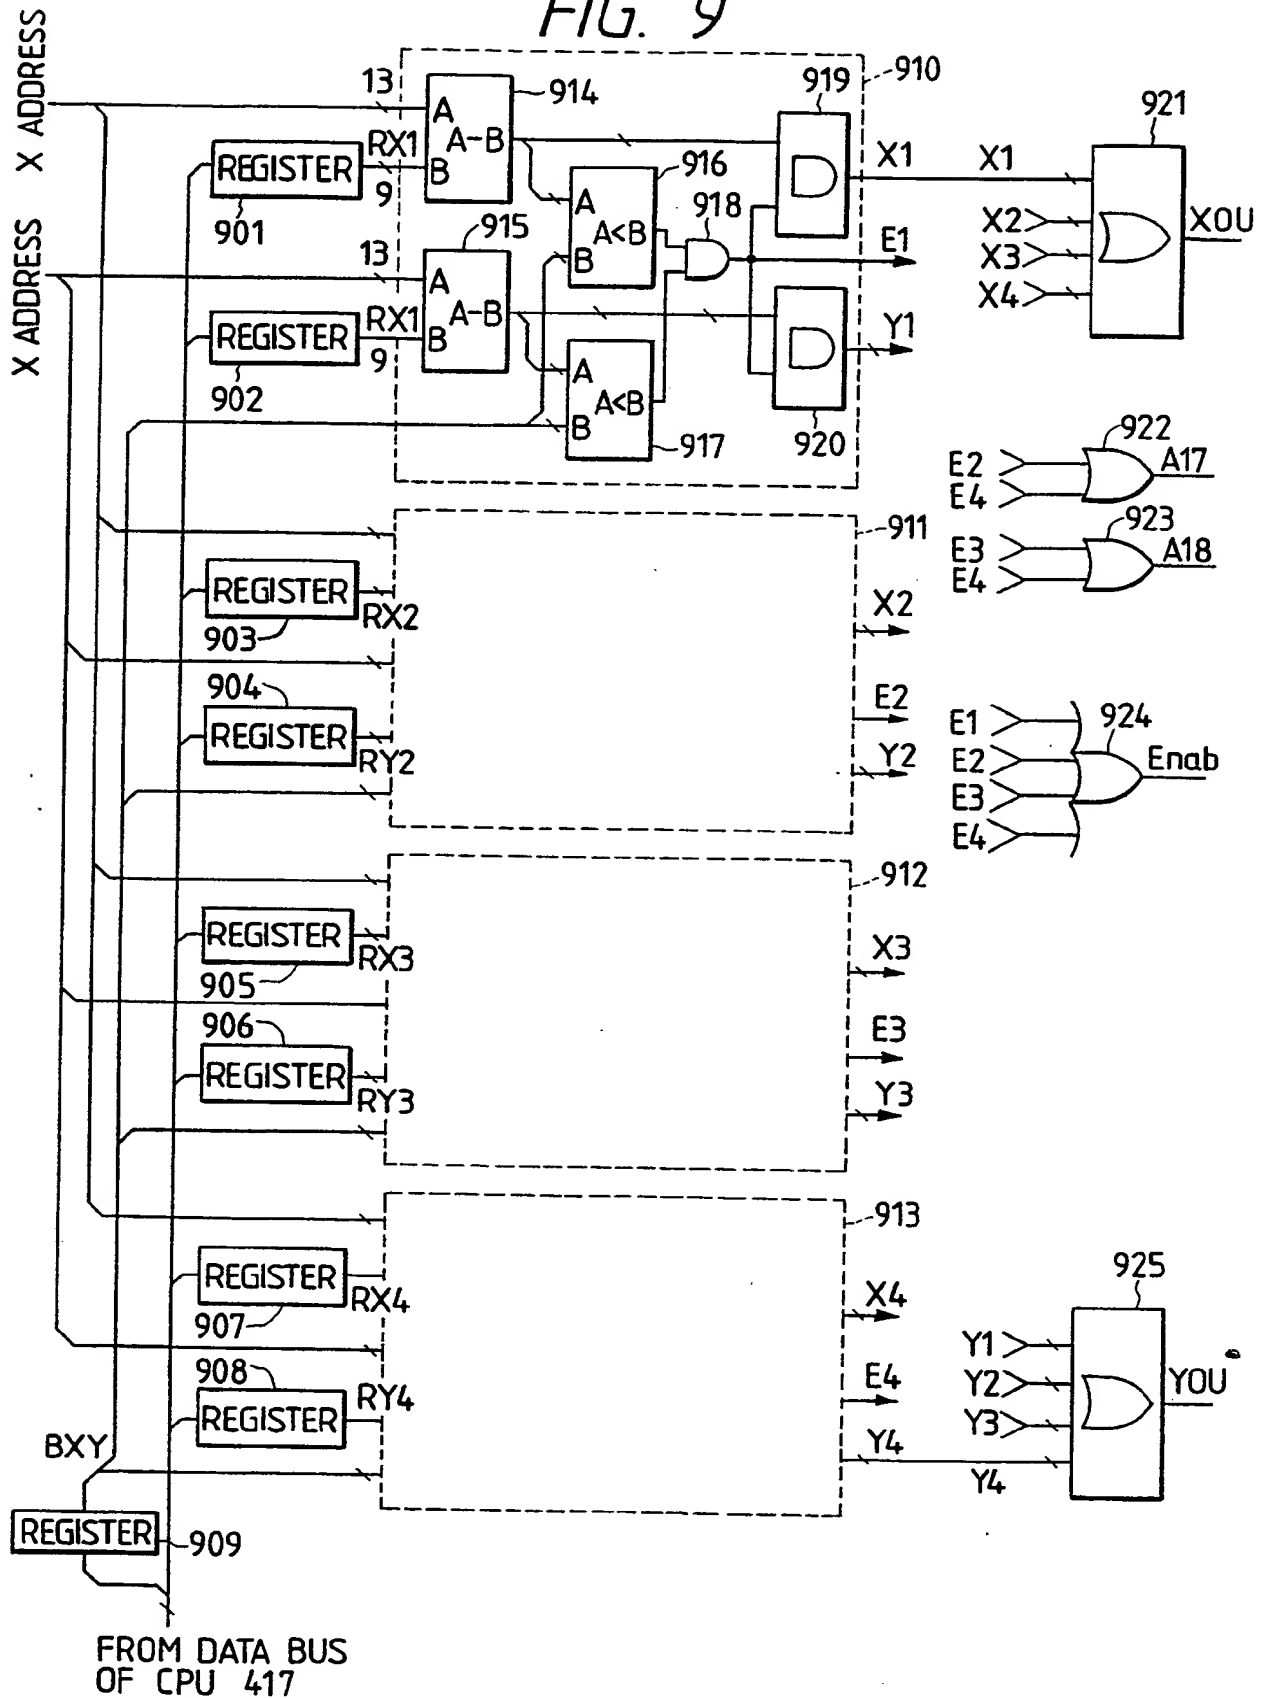 FIG. 9
X ADDRESS
13
A
A-B
B
914
910
919
921
REGISTER
RX1
9
901
916
A
A<B
B
918
X1
X1
X2
X3
X4
XOU
E1
X ADDRESS
13
915
A
A-B
B
REGISTER
RX1
9
902
A
A<B
B
917
Y1
920
922
E2
E4
A17
923
E3
E4
A18
911
REGISTER
RX2
903
X2
904
REGISTER
RY2
E2
Y2
E1
E2
E3
E4
924
Enab
912
REGISTER
RX3
905
X3
906
REGISTER
RY3
E3
Y3
913
REGISTER
RX4
907
X4
908
REGISTER
RY4
E4
Y4
Y4
925
Y1
Y2
Y3
YOU
BXY
REGISTER
909
FROM DATA BUS
OF CPU 417